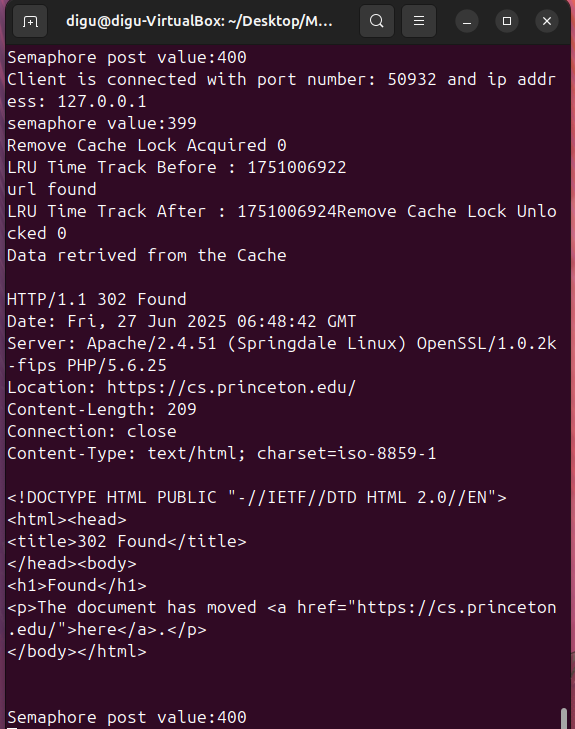 digu@digu-VirtualBox: ~/Desktop/M...
Semaphore post value:400
Client is connected with port number: 50932 and ip addr
ess: 127.0.0.1
semaphore value:399
Remove Cache Lock Acquired 0
LRU Time Track Before : 1751006922
url found
LRU Time Track After : 1751006924Remove Cache Lock Unlo
cked 0
Data retrived from the Cache
HTTP/1.1 302 Found
Date: Fri, 27 Jun 2025 06:48:42 GMT
Server: Apache/2.4.51 (Springdale Linux) OpenSSL/1.0.2k
-fips PHP/5.6.25
Location: https://cs.princeton.edu/
Content-Length: 209
Connection: close
Content-Type: text/html; charset=iso-8859-1
<!DOCTYPE HTML PUBLIC "-//IETF//DTD HTML 2.0//EN">
<html><head>
<title>302 Found</title>
</head><body>
<h1>Found</h1>
<p>The document has moved <a href="https://cs.princeton
.edu/">here</a>.</p>
</body></html>
Semaphore post value:400